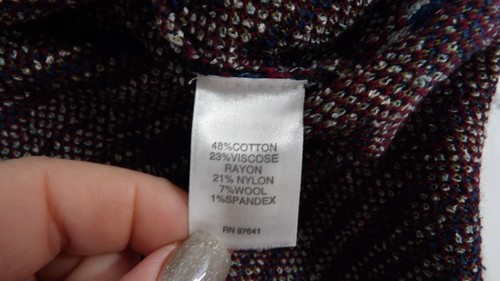 48%COTTON
23%VISCOSE
RAYON
21% NYLON
7%WOOL
1%SPANDEX
RN 97641